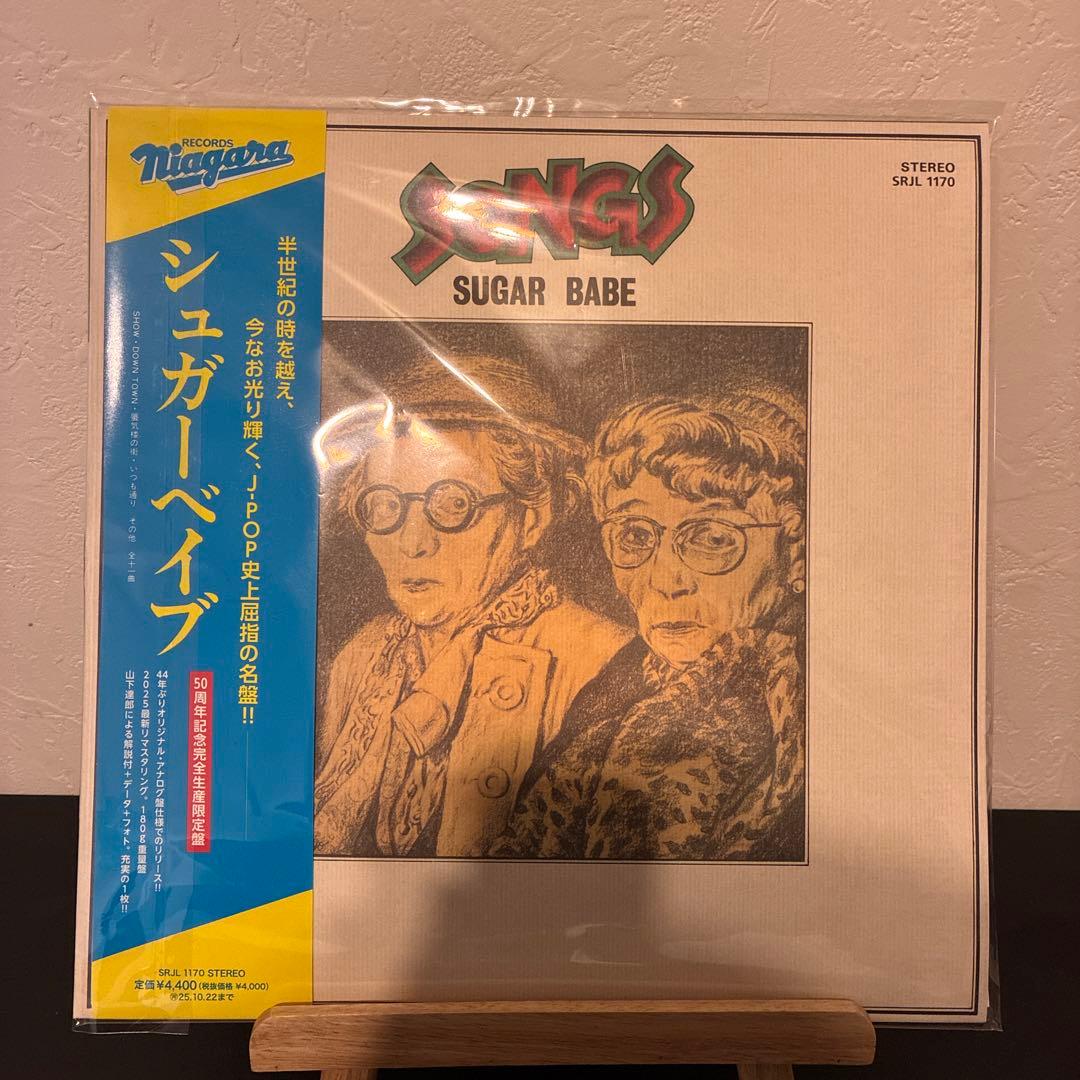 RECORDS
Niagara
シュガーベイブ
半世紀の時を越え、
今なお光り輝く、J-POP史上屈指の名盤!!
SHOW・DOWN TOWN・蜃気楼の街・いつも通り その他 全十一曲
50周年記念完全生産限定盤
44年ぶりオリジナル・アナログ盤仕様でのリリース!!
2025最新リマスタリング。180g重量盤
山下達郎による解説付+データ+フォト。充実の1枚!!
SRJL 1170 STEREO
定価¥4,400(税抜価格 ¥4,000)
㋫25.10.22まで
SONGS
SUGAR BABE
STEREO
SRJL 1170